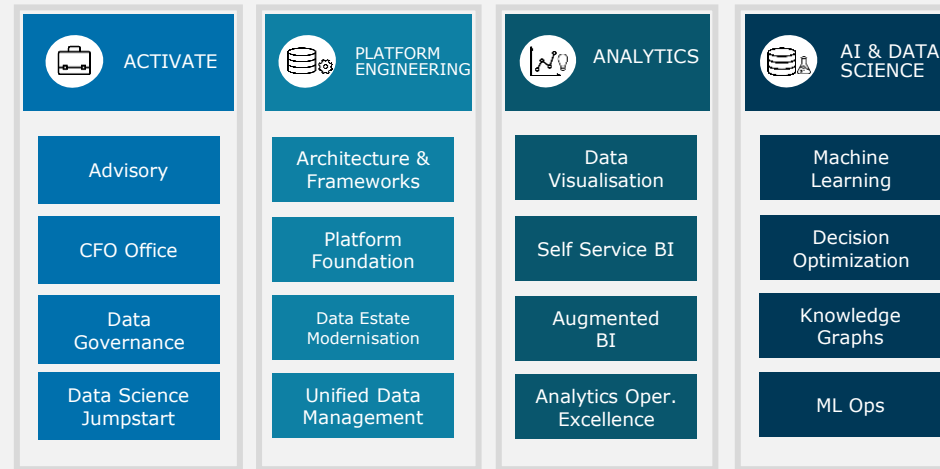 ACTIVATE
Advisory
CFO Office
Data
Governance
Data Science
Jumpstart
PLATFORM
ENGINEERING
Architecture &
Frameworks
Platform
Foundation
Data Estate
Modernisation
Unified Data
Management
ANALYTICS
Data
Visualisation
Self Service BI
Augmented
BI
Analytics Oper.
Excellence
AI & DATA
SCIENCE
Machine
Learning
Decision
Optimization
Knowledge
Graphs
ML Ops